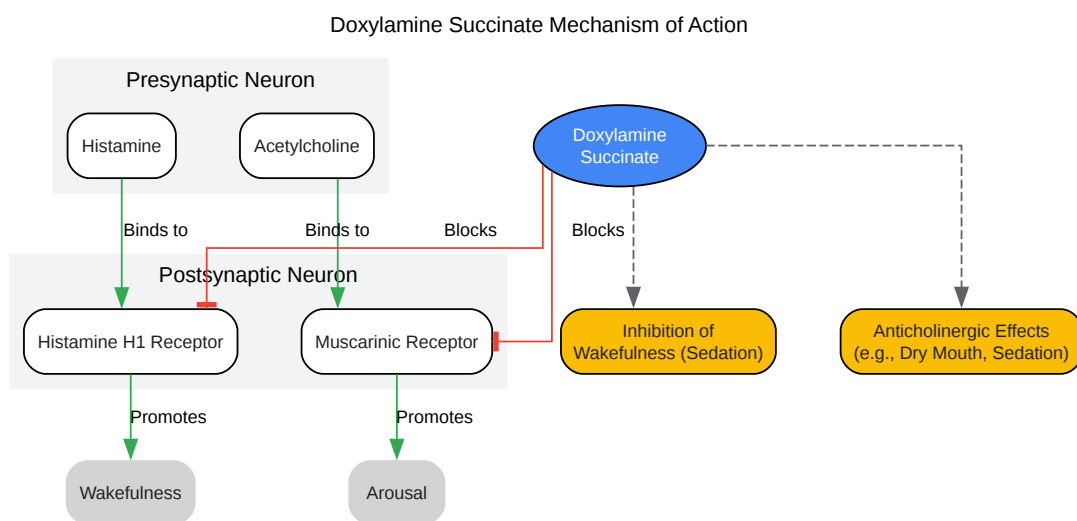 Doxylamine Succinate Mechanism of Action
Presynaptic Neuron
Histamine
Acetylcholine
Doxylamine
Succinate
Binds to
Binds to
Blocks
Blocks
Postsynaptic Neuron
Histamine H1 Receptor
Muscarinic Receptor
Inhibition of
Wakefulness (Sedation)
Anticholinergic Effects
(e.g., Dry Mouth, Sedation)
Promotes
Promotes
Wakefulness
Arousal